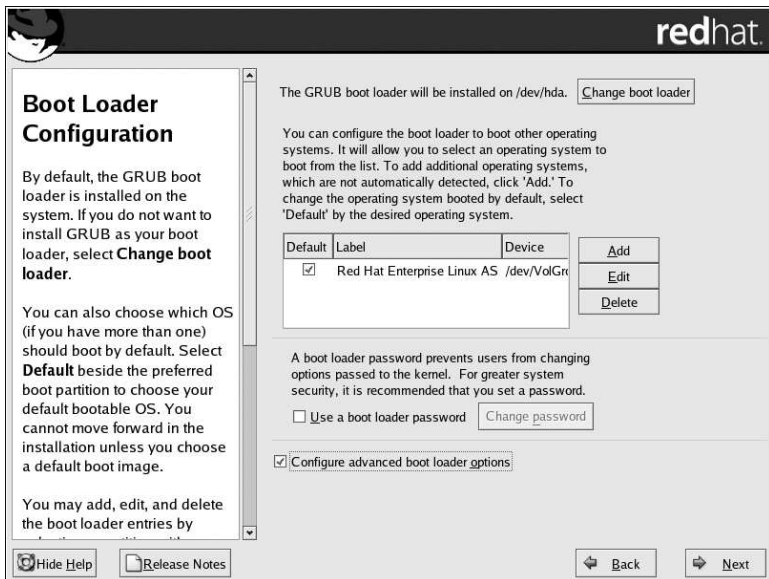 redhat.
Boot Loader
Configuration
By default, the GRUB boot
loader is installed on the
system. If you do not want to
install GRUB as your boot
loader, select Change boot
loader.
You can also choose which OS
(if you have more than one)
should boot by default. Select
Default beside the preferred
boot partition to choose your
default bootable OS. You
cannot move forward in the
installation unless you choose
a default boot image.
You may add, edit, and delete
the boot loader entries by
The GRUB boot loader will be installed on /dev/hda. Change boot loader
You can configure the boot loader to boot other operating
systems. It will allow you to select an operating system to
boot from the list. To add additional operating systems,
which are not automatically detected, click 'Add.' To
change the operating system booted by default, select
'Default' by the desired operating system.
Default Label Device
Red Hat Enterprise Linux AS /dev/VolGro
Add
Edit
Delete
A boot loader password prevents users from changing
options passed to the kernel. For greater system
security, it is recommended that you set a password.
Use a boot loader password Change password
Configure advanced boot loader options
Hide Help Release Notes Back Next